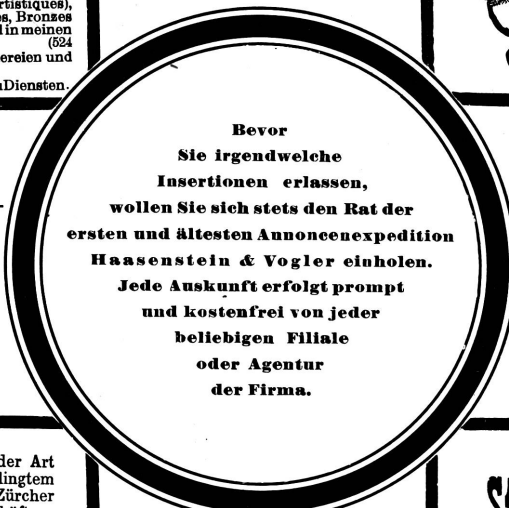 rtistiques),
es, Bronzes
l in meinen
(524
ereien und
Diensten.
Bevor
Sie irgendwelche
Insertionen erlassen,
wollen Sie sich stets den Rat der
ersten und ältesten Annoncenexpedition
Haasenstein & Vogler einholen.
Jede Auskunft erfolgt prompt
und kostenfrei von jeder
beliebigen Filiale
oder Agentur
der Firma.
der Art
lingtem
Zürcher